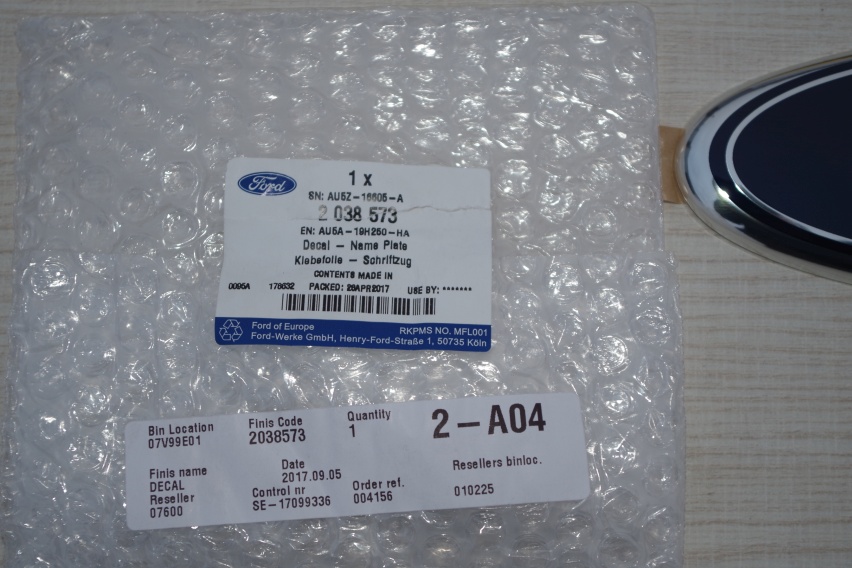 Ford
1 x
SN: AU5Z-16605-A
2 038 573
EN: AU5A-19H250-HA
Decal - Name Plate
Klebefolie - Schriftzug
CONTENTS MADE IN
0095A 178632 PACKED: 26APR2017 USE BY: *******
Ford of Europe RKPMS NO. MFL001
Ford-Werke GmbH, Henry-Ford-Straße 1, 50735 Köln
Bin Location Finis Code Quantity 2-A04
07V99E01 2038573 1
Finis name Date Resellers binloc.
DECAL 2017.09.05
Reseller Control nr Order ref. 010225
07600 SE-17099336 004156